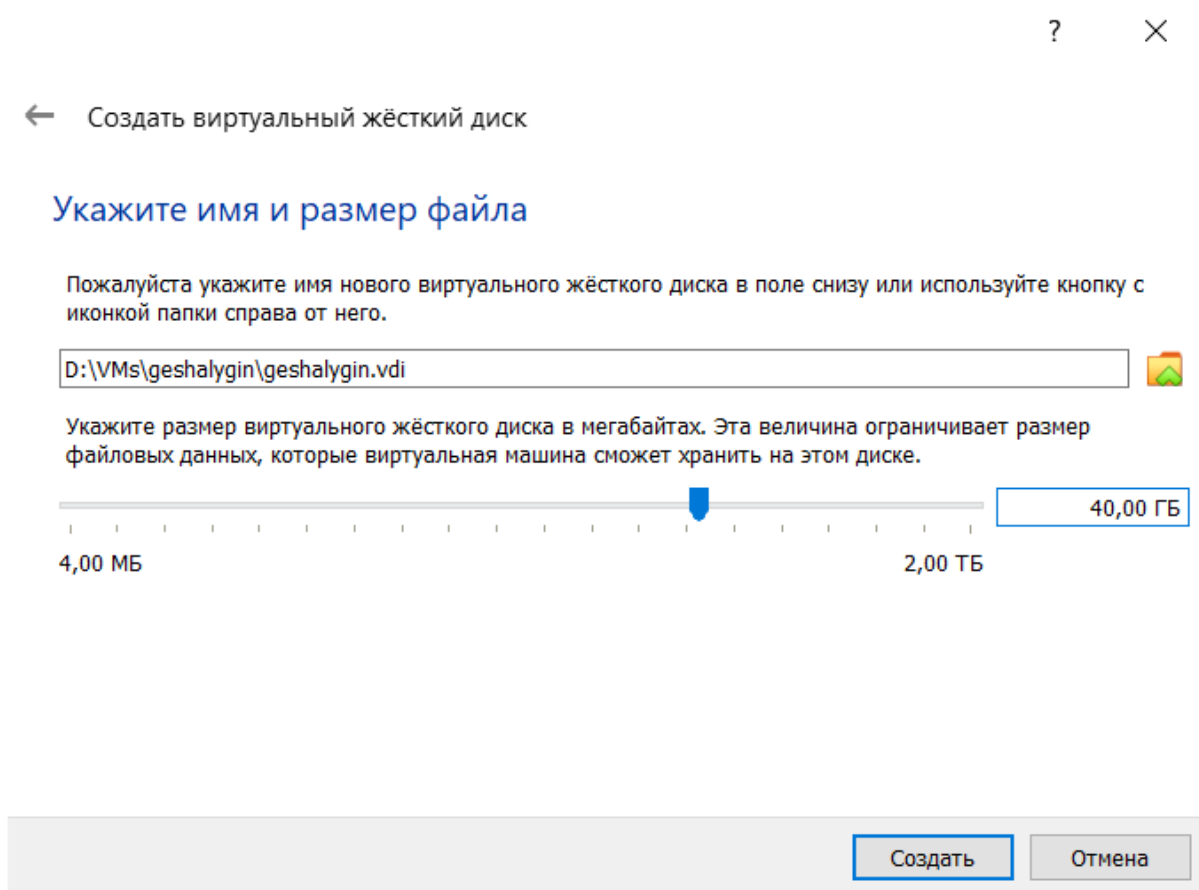 ?
Создать виртуальный жёсткий диск
Укажите имя и размер файла
Пожалуйста укажите имя нового виртуального жёсткого диска в поле снизу или используйте кнопку с
иконкой папки справа от него.
D:\VMs\geshalygin\geshalygin.vdi
Укажите размер виртуального жёсткого диска в мегабайтах. Эта величина ограничивает размер
файловых данных, которые виртуальная машина сможет хранить на этом диске.
40,00 ГБ
4,00 МБ 2,00 ТБ
Создать Отмена